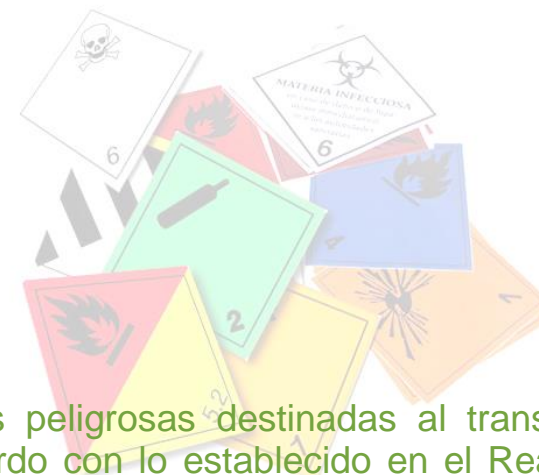 MATERIA INFECCIOSA
6
6
4
2
1
5.2
7
s peligrosas destinadas al trans
rdo con lo establecido en el Rea